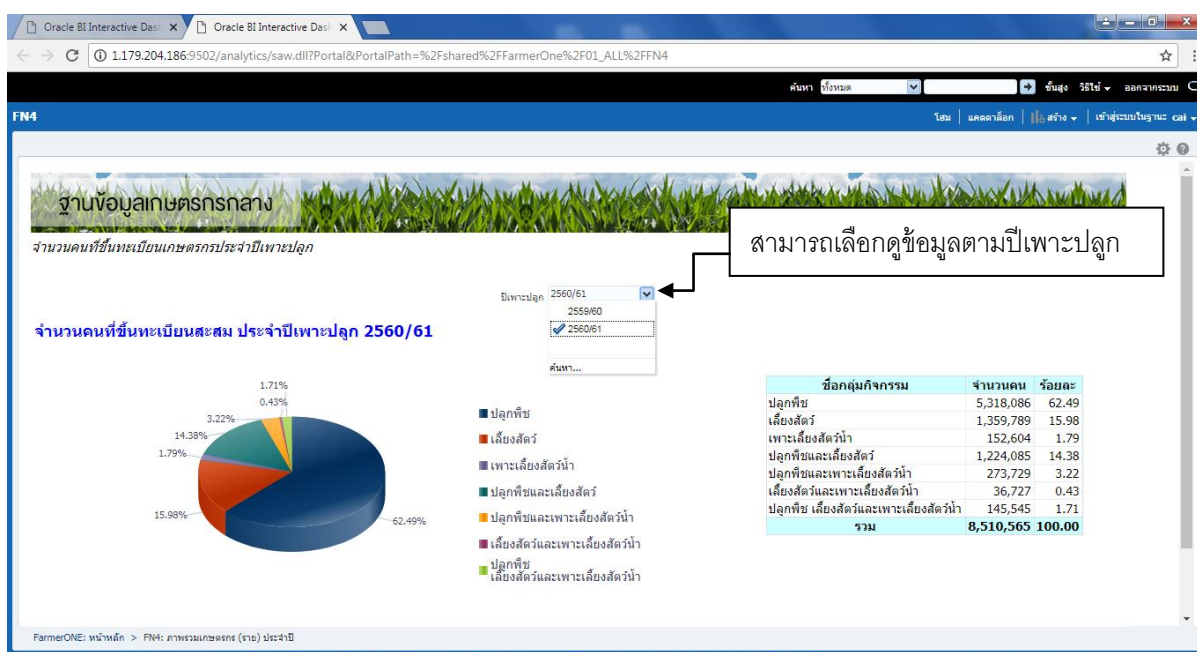 Oracle BI Interactive Das
Oracle BI Interactive Das
1.179.204.186:9502/analytics/saw.dll?Portal&PortalPath=%2Fshared%2FFarmerOne%2F01_ALL%2FFN4
ค้นหา ทั้งหมด ขั้นสูง วิธีใช้ ออกจากระบบ
FN4 โฮม แคตตาล็อก สร้าง เข้าสู่ระบบในฐานะ cai
ฐานข้อมูลเกษตรกรกลาง
จำนวนคนที่ขึ้นทะเบียนเกษตรกรประจำปีเพาะปลูก
สามารถเลือกดูข้อมูลตามปีเพาะปลูก
ปีเพาะปลูก 2560/61
2559/60
2560/61
ค้นหา...
จำนวนคนที่ขึ้นทะเบียนสะสม ประจำปีเพาะปลูก 2560/61
1.71%
0.43%
3.22%
14.38%
1.79%
15.98%
62.49%
ปลูกพืช
เลี้ยงสัตว์
เพาะเลี้ยงสัตว์น้ำ
ปลูกพืชและเลี้ยงสัตว์
ปลูกพืชและเพาะเลี้ยงสัตว์น้ำ
เลี้ยงสัตว์และเพาะเลี้ยงสัตว์น้ำ
ปลูกพืช
เลี้ยงสัตว์และเพาะเลี้ยงสัตว์น้ำ
ชื่อกลุ่มกิจกรรม จำนวนคน ร้อยละ
ปลูกพืช 5,318,086 62.49
เลี้ยงสัตว์ 1,359,789 15.98
เพาะเลี้ยงสัตว์น้ำ 152,604 1.79
ปลูกพืชและเลี้ยงสัตว์ 1,224,085 14.38
ปลูกพืชและเพาะเลี้ยงสัตว์น้ำ 273,729 3.22
เลี้ยงสัตว์และเพาะเลี้ยงสัตว์น้ำ 36,727 0.43
ปลูกพืช เลี้ยงสัตว์และเพาะเลี้ยงสัตว์น้ำ 145,545 1.71
รวม 8,510,565 100.00
FarmerONE: หน้าหลัก > FN4: ภาพรวมเกษตรกร (ราย) ประจำปี